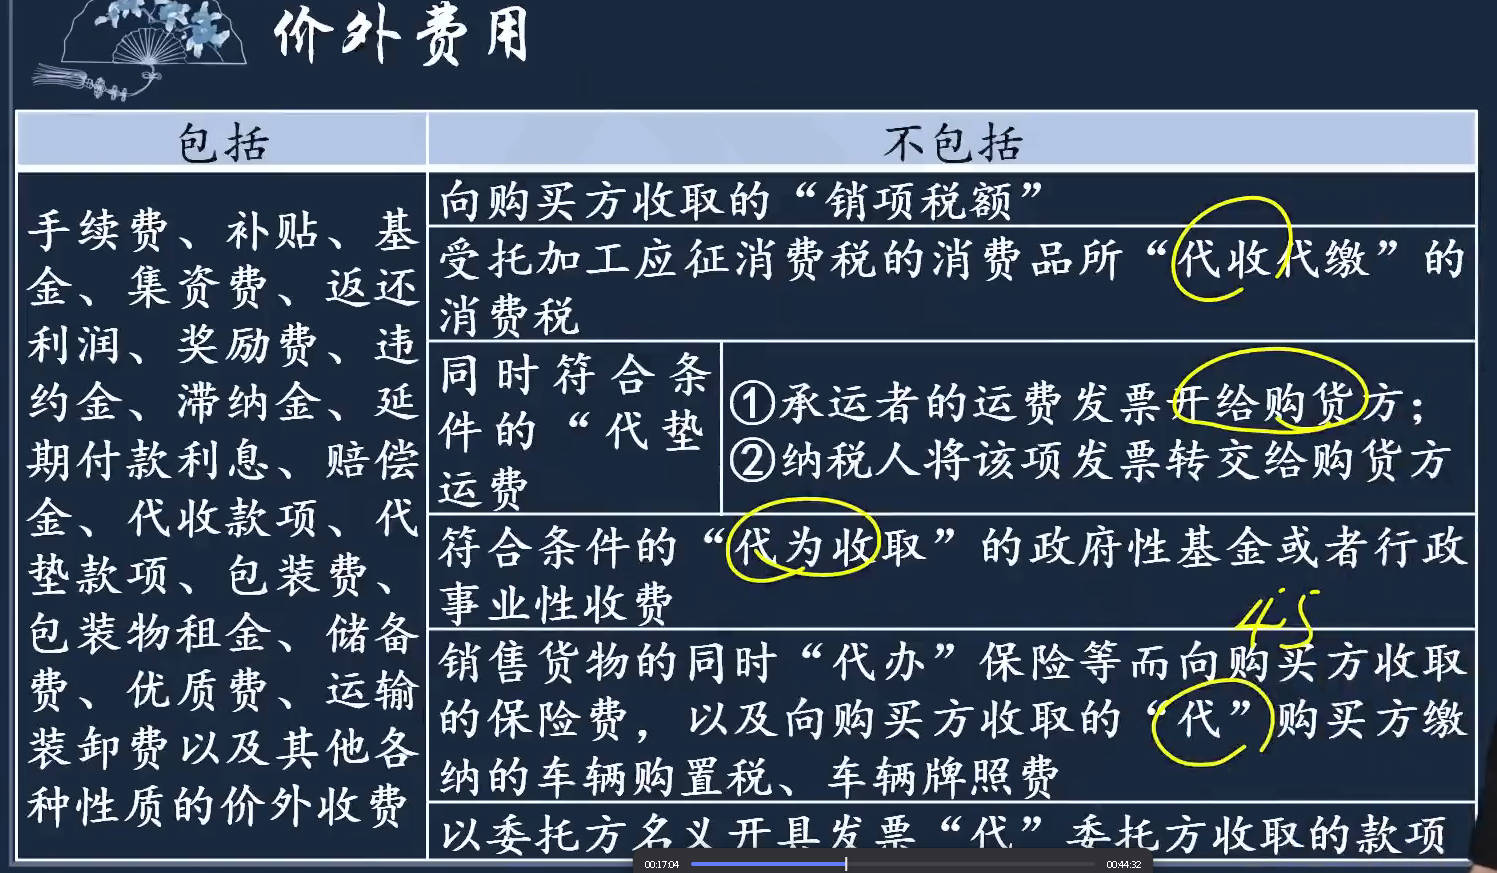 价外费用
包括
不包括
手续费、补贴、基
金、集资费、返还
利润、奖励费、违
约金、滞纳金、延
期付款利息、赔偿
金、代收款项、代
垫款项、包装费、
包装物租金、储备
费、优质费、运输
装卸费以及其他各
种性质的价外收费
向购买方收取的“销项税额”
受托加工应征消费税的消费品所“代收代缴”的
消费税
同时符合条
件的“代垫
运费
①承运者的运费发票开给购货方；
②纳税人将该项发票转交给购货方
符合条件的“代为收取”的政府性基金或者行政
事业性收费
4S
销售货物的同时“代办”保险等而向购买方收取
的保险费，以及向购买方收取的“代”购买方缴
纳的车辆购置税、车辆牌照费
以委托方名义开具发票“代”委托方收取的款项
00:17:04
00:44:32